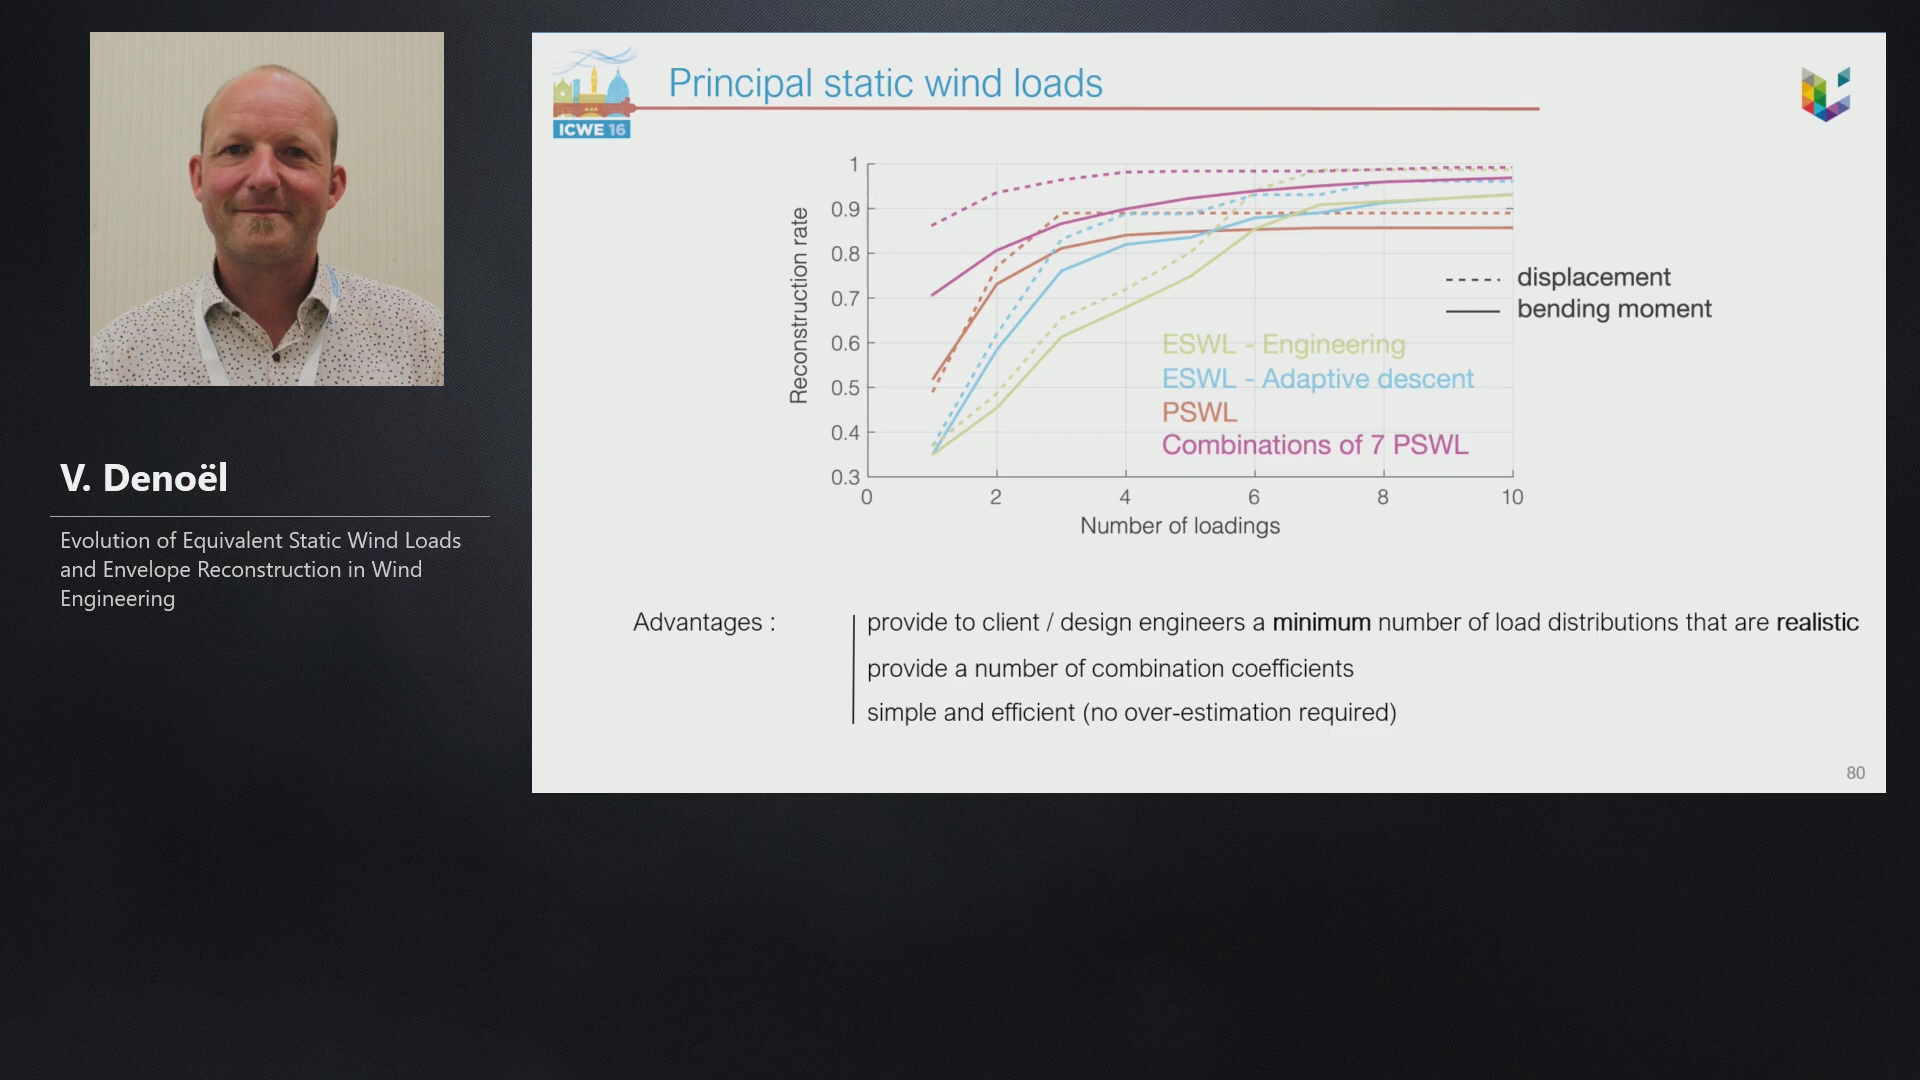 V. Denoël
Evolution of Equivalent Static Wind Loads
and Envelope Reconstruction in Wind
Engineering
ICWE 16
Principal static wind loads
Reconstruction rate
1
0.9
0.8
0.7
0.6
0.5
0.4
0.3
0
2
4
6
8
10
Number of loadings
displacement
bending moment
ESWL - Engineering
ESWL - Adaptive descent
PSWL
Combinations of 7 PSWL
Advantages :
provide to client / design engineers a minimum number of load distributions that are realistic
provide a number of combination coefficients
simple and efficient (no over-estimation required)
80